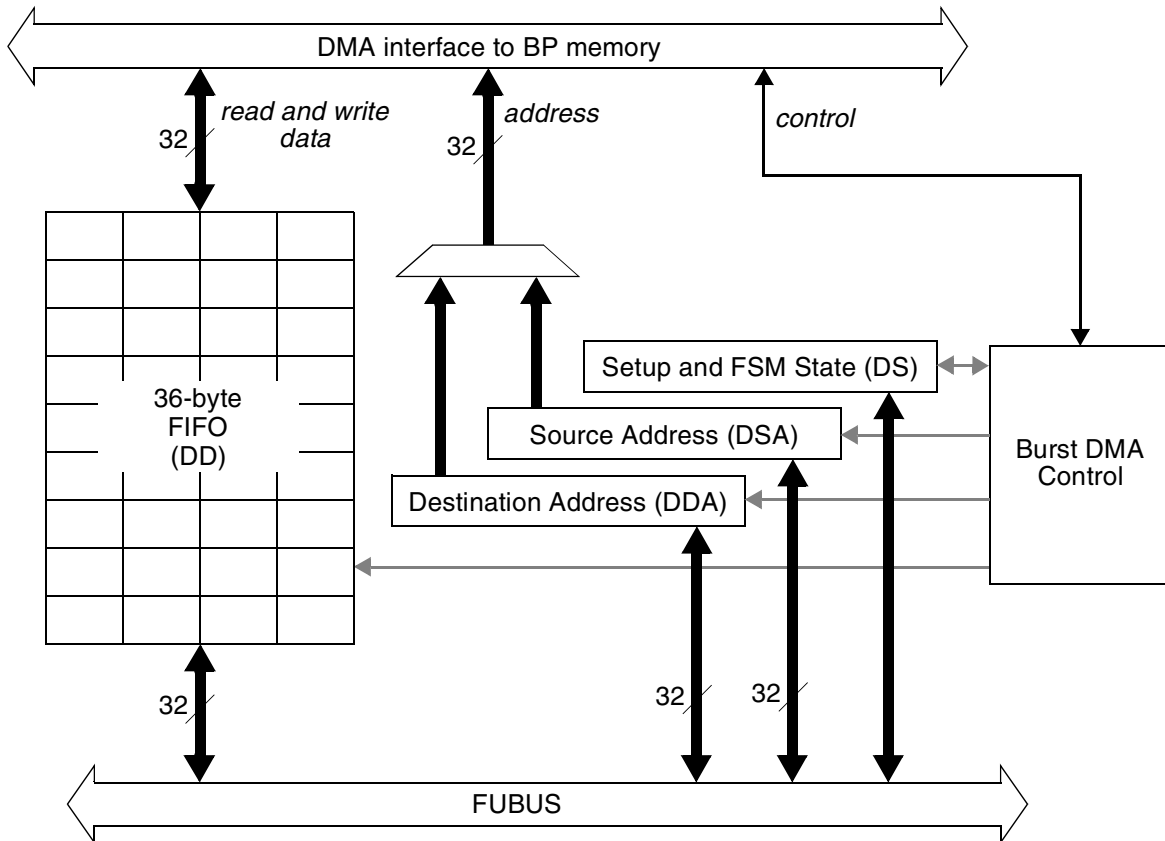 DMA interface to BP memory
read and write
data
32
address
32
control
Setup and FSM State (DS)
36-byte
FIFO
(DD)
Source Address (DSA)
Burst DMA
Control
Destination Address (DDA)
32
32
32
FUBUS